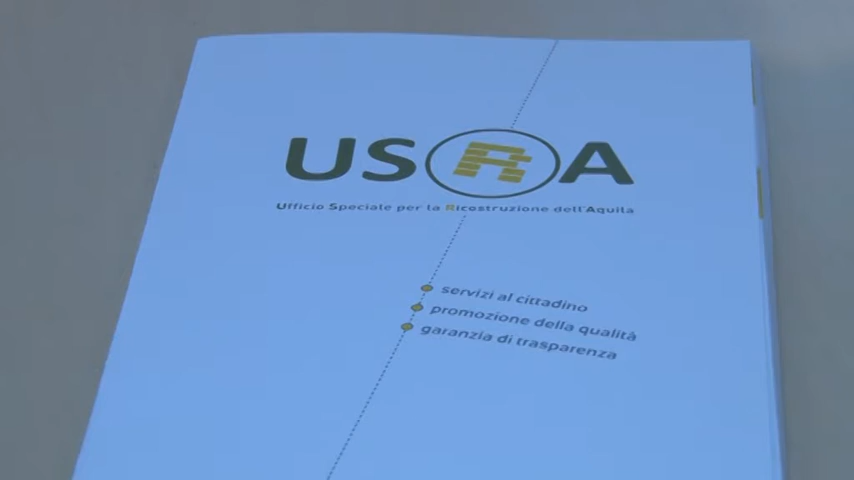 USRA
Ufficio Speciale per la Ricostruzione dell'Aquila
servizi al cittadino
promozione della qualità
garanzia di trasparenza